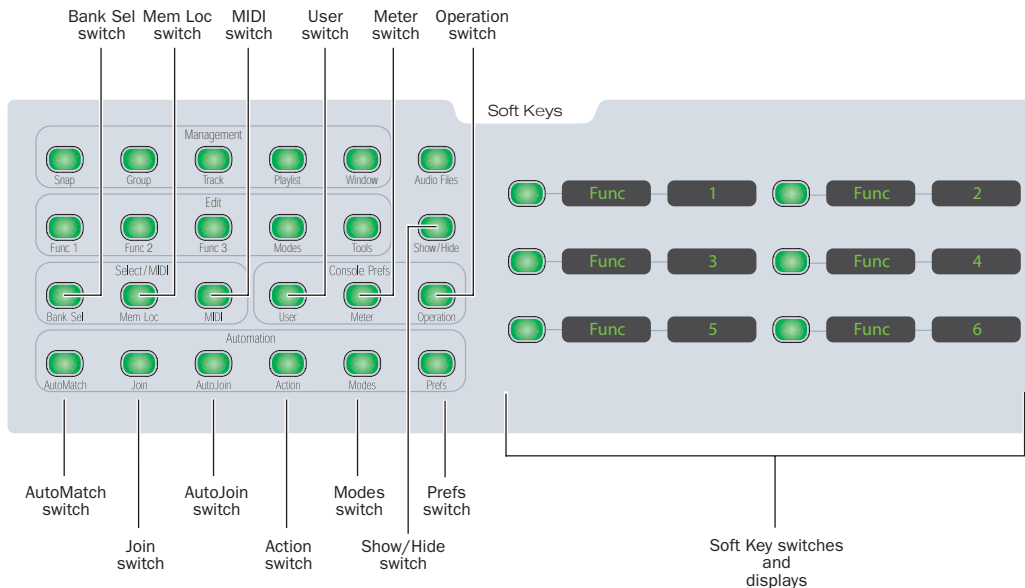 Bank Sel Mem Loc MIDI User Meter Operation
switch switch switch switch switch switch
Soft Keys
Management
Snap Group Track Playlist Window Audio Files
Edit
Func 1 Func 2 Func 3 Modes Tools Show/Hide
Select/MIDI Console Prefs
Bank Sel Mem Loc MIDI User Meter Operation
Automation
AutoMatch Join AutoJoin Action Modes Prefs
Func 1 Func 2
Func 3 Func 4
Func 5 Func 6
AutoMatch AutoJoin Modes Prefs
switch switch switch switch
Join Action Show/Hide
switch switch switch
Soft Key switches
and
displays